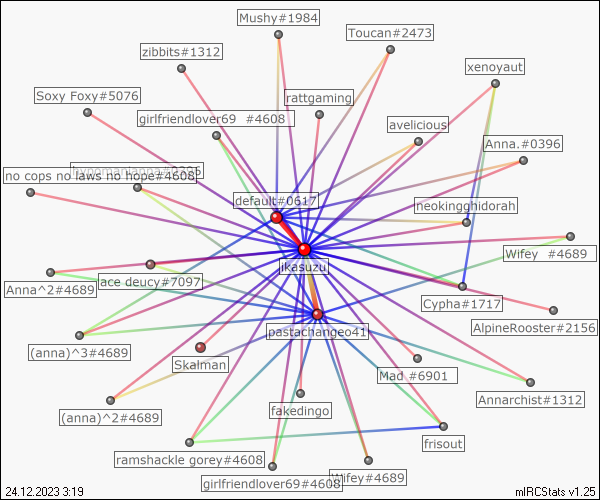 Mushy#1984
Toucan#2473
zibbits#1312
xenoyaut
Soxy Foxy#5076
rattgaming
girlfriendlover69 #4608
avelicious
Anna.#0396
no cops no laws no hope#4608
default#0617
neokingghidorah
Wifey #4689
ikasuzu
ace deucy#7097
Anna^2#4689
Cypha#1717
AlpineRooster#2156
pastachangeo41
(anna)^3#4689
Skalman
Mad #6901
Annarchist#1312
fakedingo
(anna)^2#4689
frisout
ramshackle gorey#4608
girlfriendlover69#4608
Wifey#4689
24.12.2023 3:19
mIRCStats v1.25